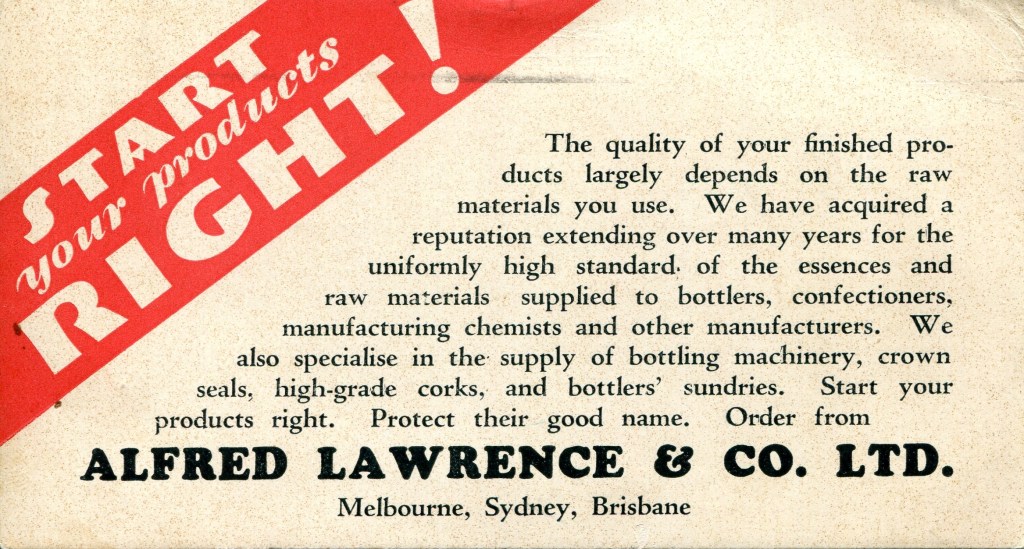 START
your products
RIGHT!
The quality of your finished pro-
ducts largely depends on the raw
materials you use. We have acquired a
reputation extending over many years for the
uniformly high standard of the essences and
raw materials supplied to bottlers, confectioners,
manufacturing chemists and other manufacturers. We
also specialise in the supply of bottling machinery, crown
seals, high-grade corks, and bottlers' sundries. Start your
products right. Protect their good name. Order from
ALFRED LAWRENCE & CO. LTD.
Melbourne, Sydney, Brisbane